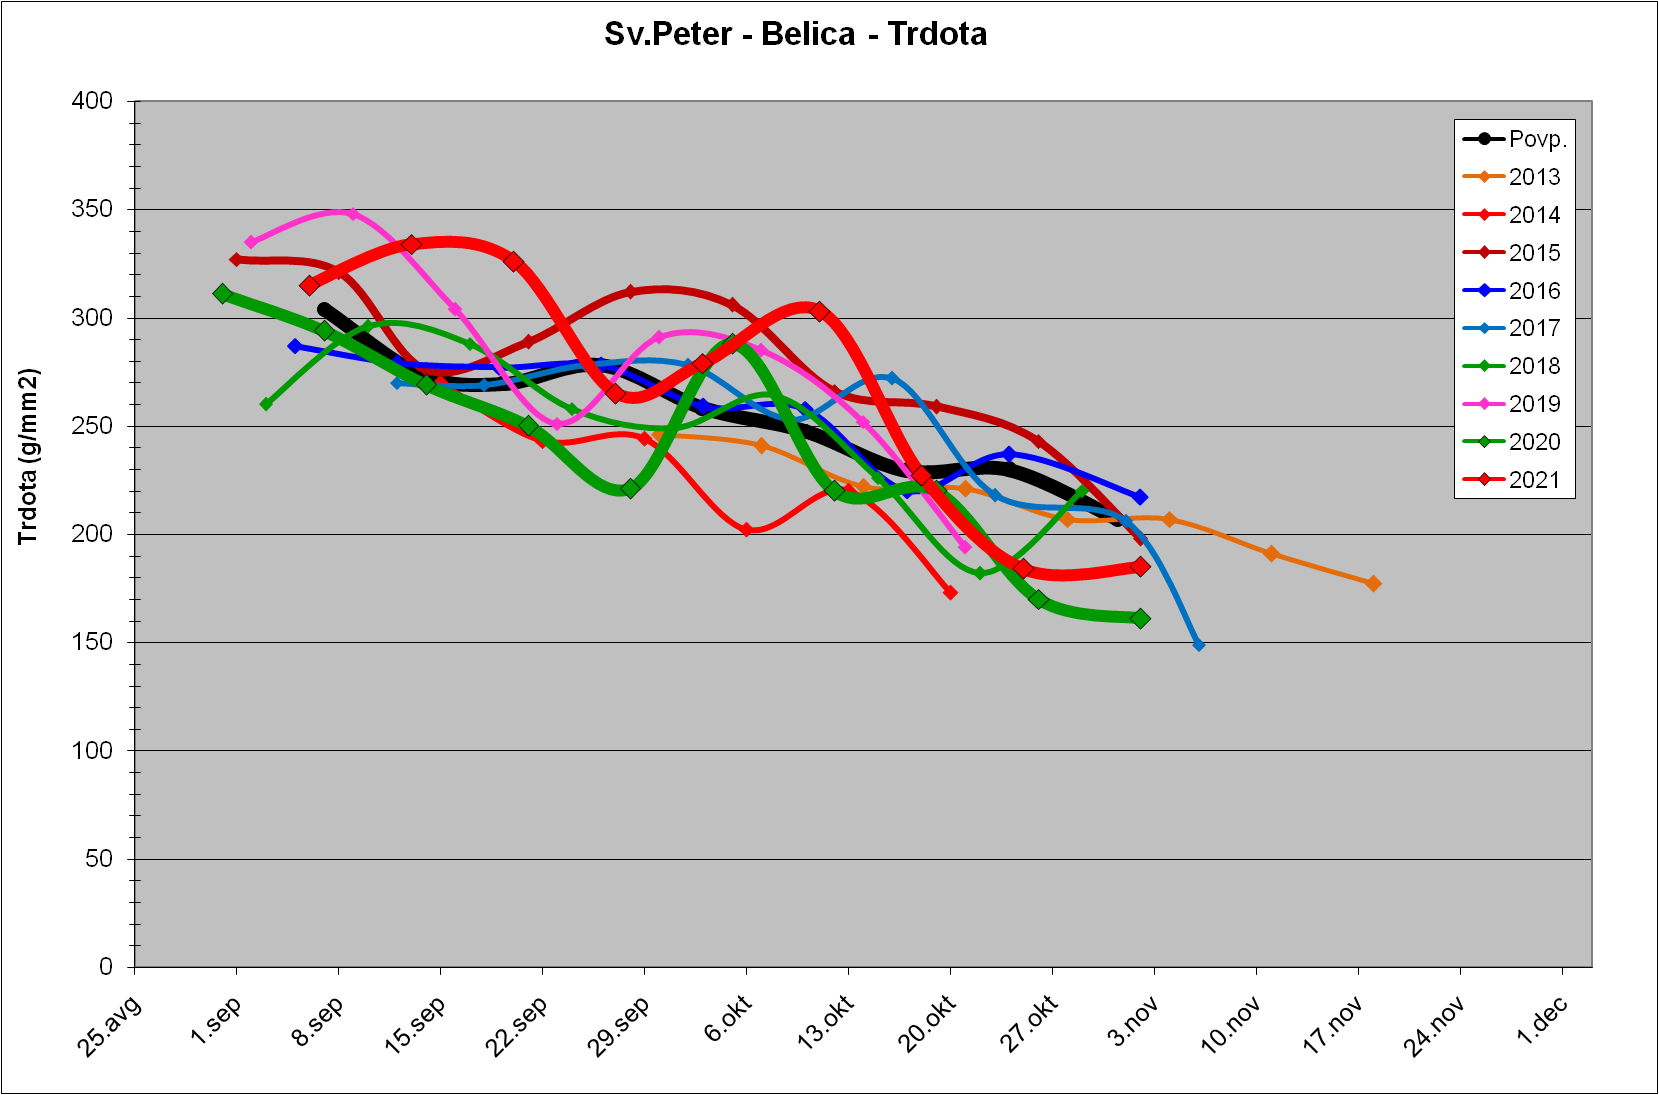 Sv.Peter - Belica - Trdota
Trdota (g/mm2)
400
350
300
250
200
150
100
50
0
25.avg
1.sep
8.sep
15.sep
22.sep
29.sep
6.okt
13.okt
20.okt
27.okt
3.nov
10.nov
17.nov
24.nov
1.dec
Povp.
2013
2014
2015
2016
2017
2018
2019
2020
2021